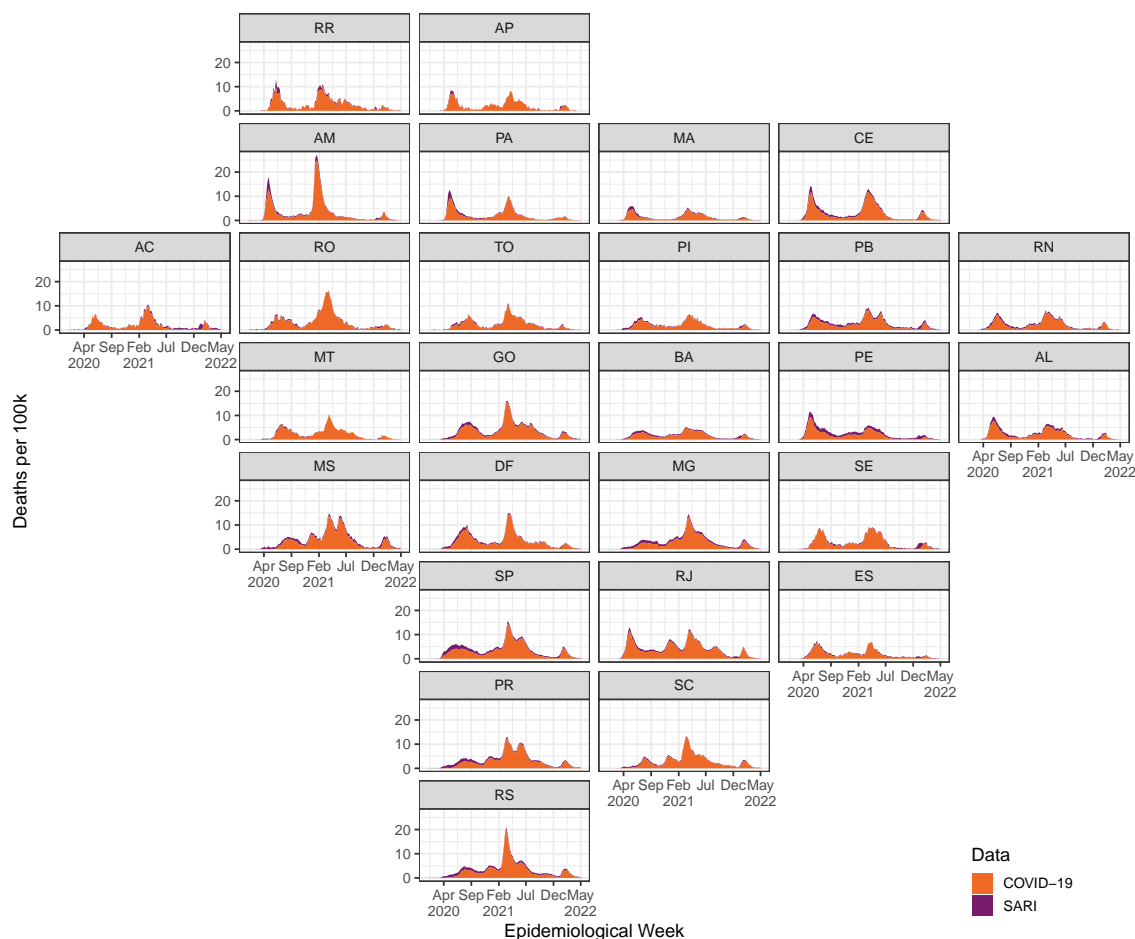 RR AP
20
10
0
AM PA MA CE
20
10
0
AC RO TO PI PB RN
20
10
0
Apr Sep Feb Jul Dec May
2020 2021 2022
MT GO BA PE AL
20
10
0
Apr Sep Feb Jul Dec May
2020 2021 2022
MS DF MG SE
20
10
0
Apr Sep Feb Jul Dec May
2020 2021 2022
SP RJ ES
20
10
0
Apr Sep Feb Jul Dec May
2020 2021 2022
PR SC
20
10
0
Apr Sep Feb Jul Dec May
2020 2021 2022
RS
20
10
0
Apr Sep Feb Jul Dec May
2020 2021 2022
Deaths per 100k
Epidemiological Week
Data
COVID−19
SARI